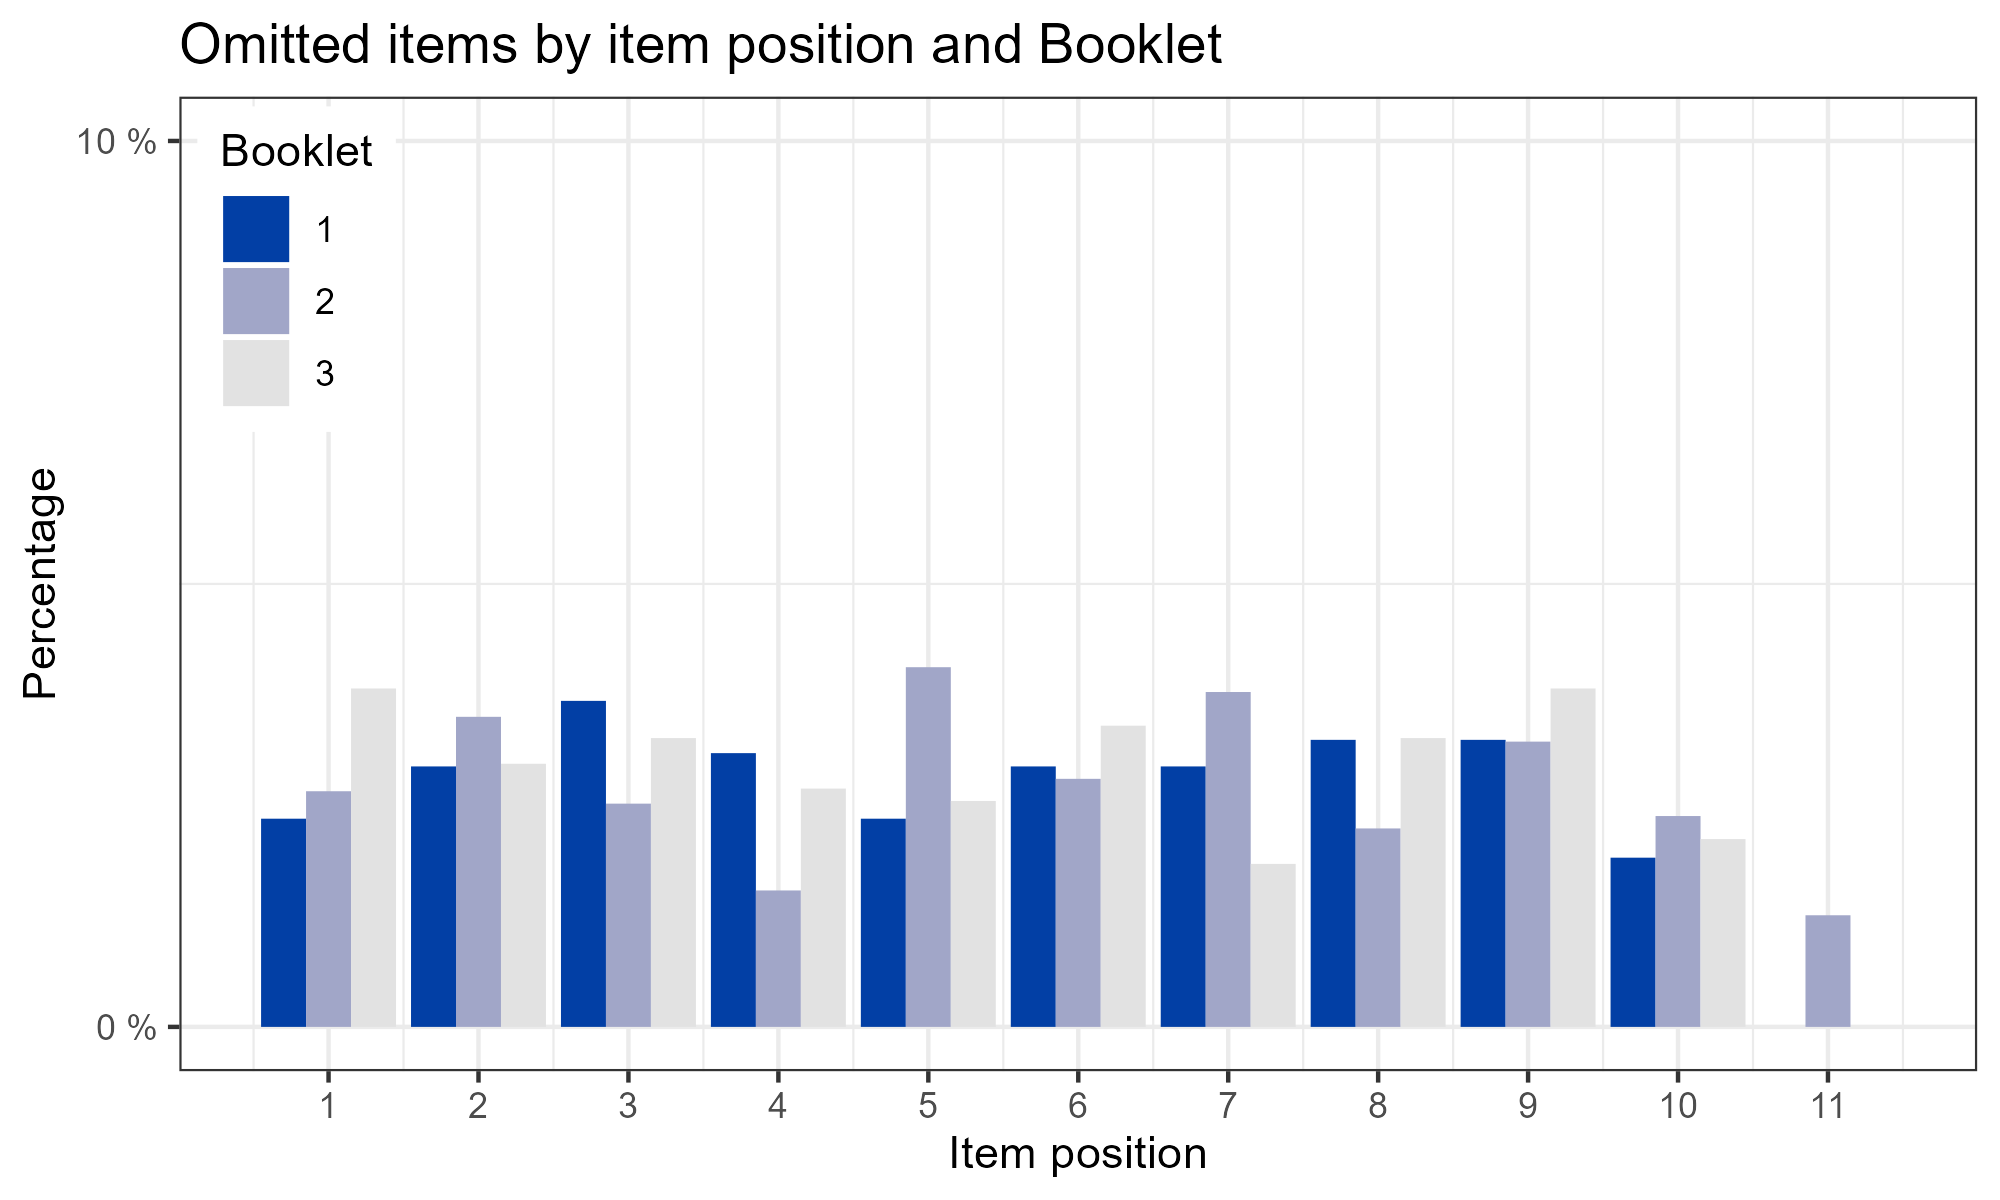 Omitted items by item position and Booklet
10 %
0 %
Percentage
Booklet
1
2
3
1 2 3 4 5 6 7 8 9 10 11
Item position